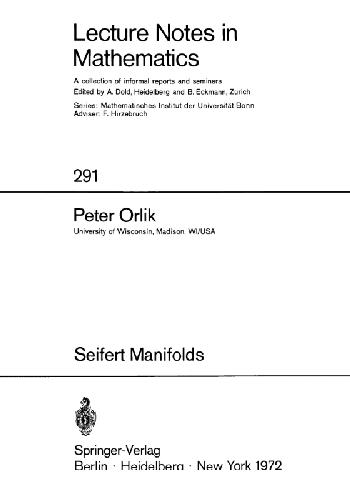 Lecture Notes in
Mathematics
A collection of informal reports and seminars
Edited by A. Dold, Heidelberg and B. Eckmann, Zürich
Series: Mathematisches Institut der Universität Bonn
Adviser: F. Hirzebruch
291
Peter Orlik
University of Wisconsin, Madison, WI/USA
Seifert Manifolds
Springer-Verlag
Berlin · Heidelberg · New York 1972